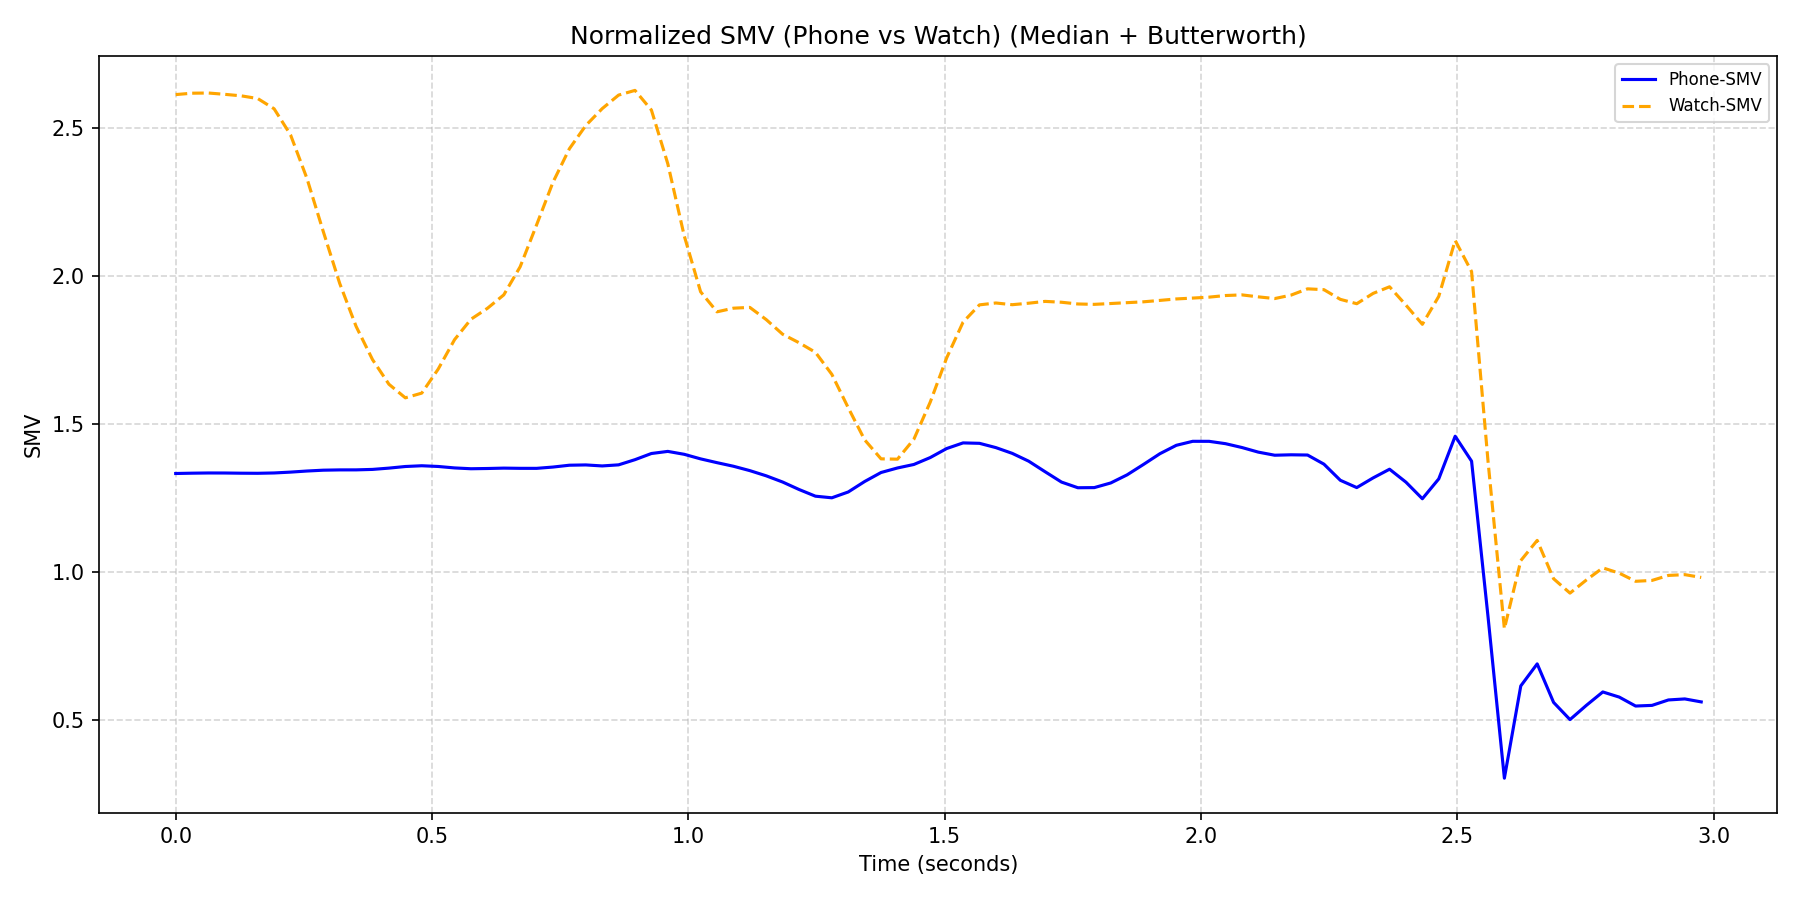 Normalized SMV (Phone vs Watch) (Median + Butterworth)
Phone-SMV
Watch-SMV
2.5
2.0
1.5
1.0
0.5
SMV
0.0 0.5 1.0 1.5 2.0 2.5 3.0
Time (seconds)